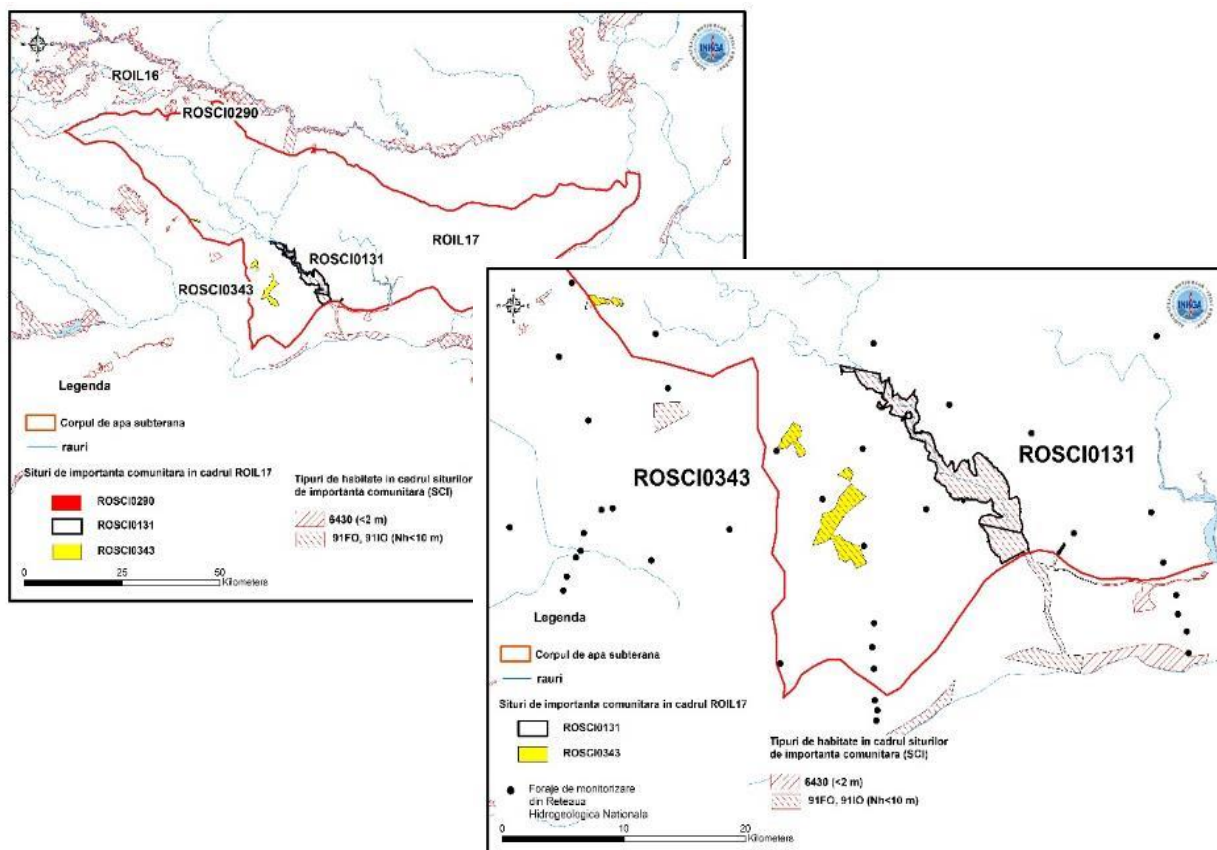 ROIL16
ROSCI0290
ROIL17
ROSCI0131
ROSCI0343
Legenda
Corpul de apa subterana
rauri
Situri de importanta comunitara in cadrul ROIL17
ROSCI0290
ROSCI0131
ROSCI0343
Tipuri de habitate in cadrul siturilor
de importanta comunitara (SCI)
6430 (<2 m)
91FO, 91IO (Nh<10 m)
0 25 50
Kilometers
INHGA
ROSCI0343
ROSCI0131
Legenda
Corpul de apa subterana
rauri
Situri de importanta comunitara in cadrul ROIL17
ROSCI0131
ROSCI0343
Foraje de monitorizare
din Reteaua
Hidrogeologica Nationala
Tipuri de habitate in cadrul siturilor
de importanta comunitara (SCI)
6430 (<2 m)
91FO, 91IO (Nh<10 m)
0 10 20
Kilometers
INHGA